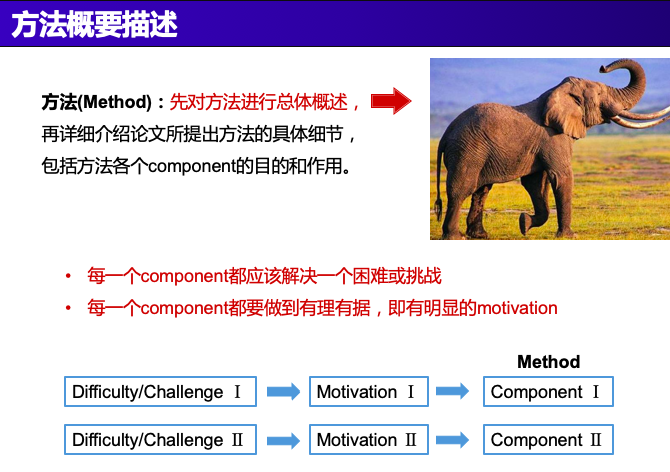 方法概要描述
方法(Method)：先对方法进行总体概述，
再详细介绍论文所提出方法的具体细节，
包括方法各个component的目的和作用。
• 每一个component都应该解决一个困难或挑战
• 每一个component都要做到有理有据，即有明显的motivation
Method
Difficulty/Challenge Ⅰ Motivation Ⅰ Component Ⅰ
Difficulty/Challenge Ⅱ Motivation Ⅱ Component Ⅱ